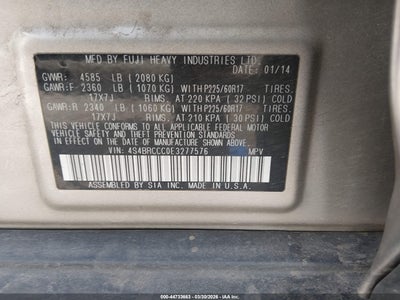 MFD BY FUJI HEAVY INDUSTRIES LTD.
DATE: 01/14
GVWR: 4585 LB (2080 KG)
GAWR:F 2360 LB (1070 KG) WITH P225/60R17 TIRES,
17X7J RIMS, AT 220 KPA (32 PSI) COLD
GAWR:R 2340 LB (1060 KG) WITH P225/60R17 TIRES,
17X7J RIMS, AT 210 KPA (30 PSI) COLD
THIS VEHICLE CONFORMS TO ALL APPLICABLE FEDERAL MOTOR
VEHICLE SAFETY, BUMPER, AND THEFT PREVENTION STANDARDS IN
EFFECT ON THE DATE OF MANUFACTURE SHOWN ABOVE.
VIN: 4S4BRCCC0E3277576 MPV
ASSEMBLED BY SIA INC. MADE IN U.S.A.
000-44733663 - 03/30/2026 - IAA Inc.